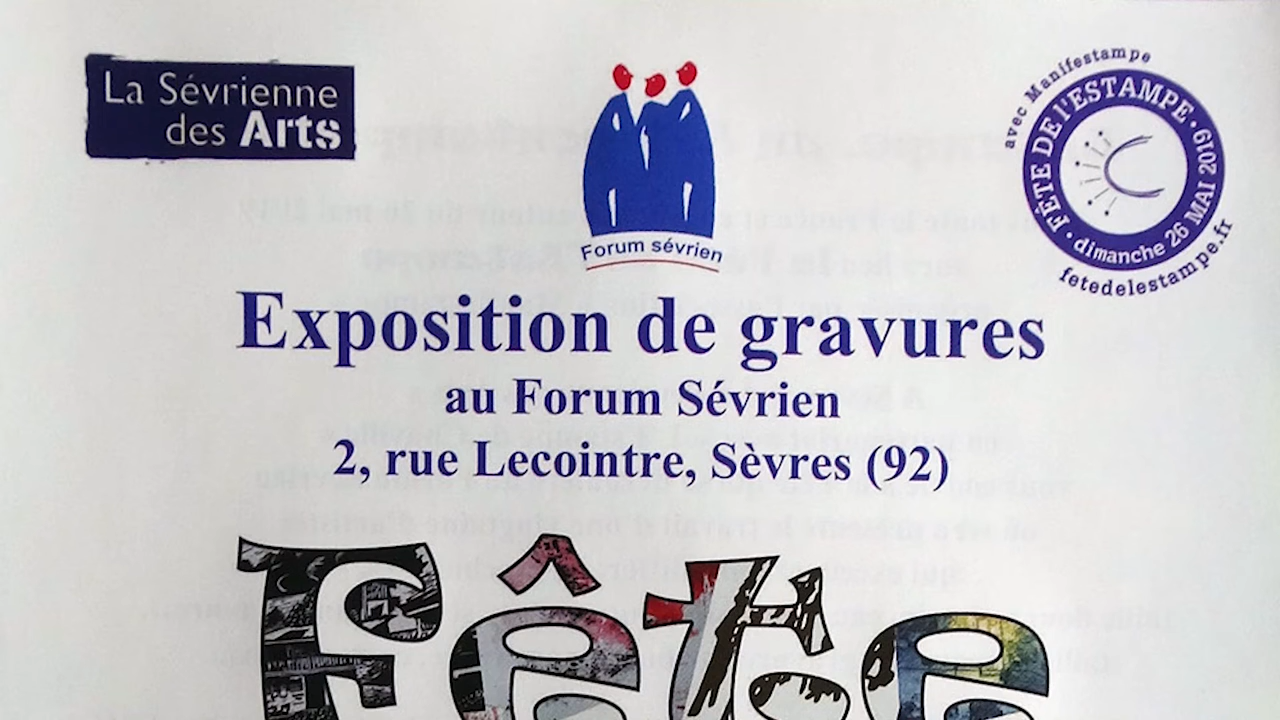 La Sévrienne
des Arts
Forum sévrien
avec Manifestampe
FÊTE DE l'ESTAMPE • dimanche 26 MAI 2019 •
fetedelestampe.fr
Exposition de gravures
au Forum Sévrien
2, rue Lecointre, Sèvres (92)
Fête